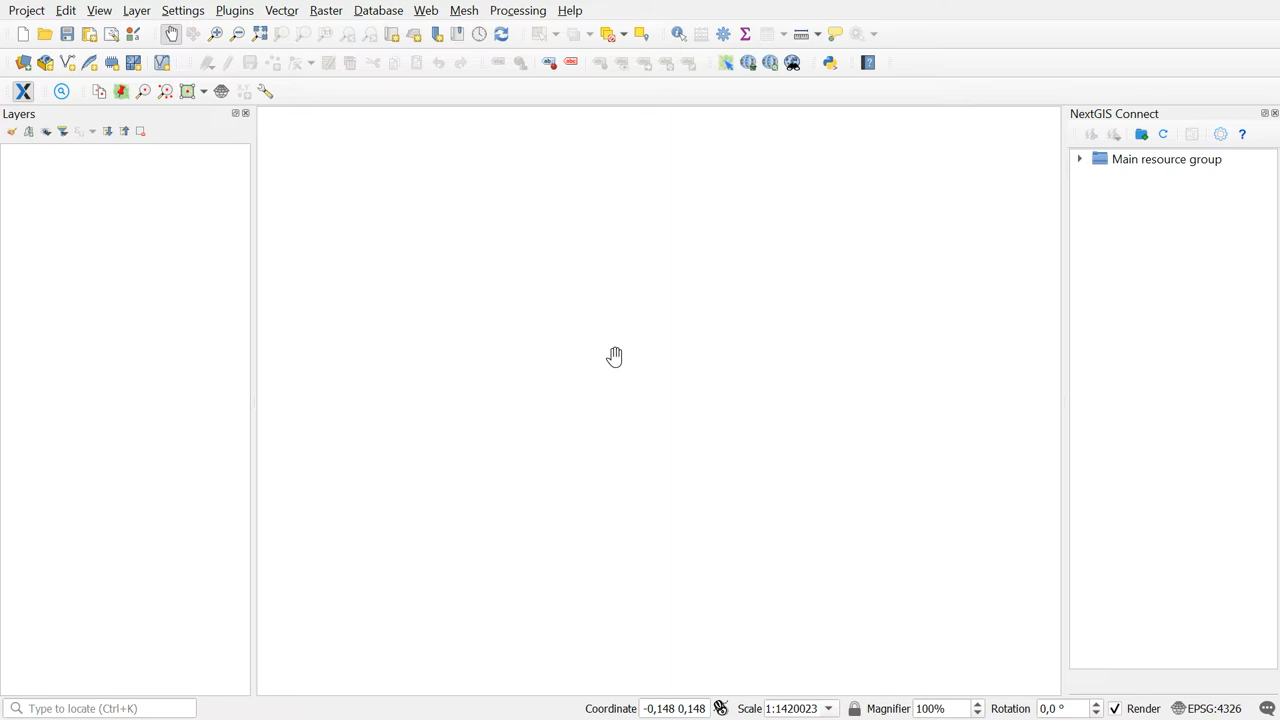 Project Edit View Layer Settings Plugins Vector Raster Database Web Mesh Processing Help
Layers
NextGIS Connect
Main resource group
Type to locate (Ctrl+K)
Coordinate -0,148 0,148 Scale 1:1420023 Magnifier 100% Rotation 0,0 ° Render EPSG:4326